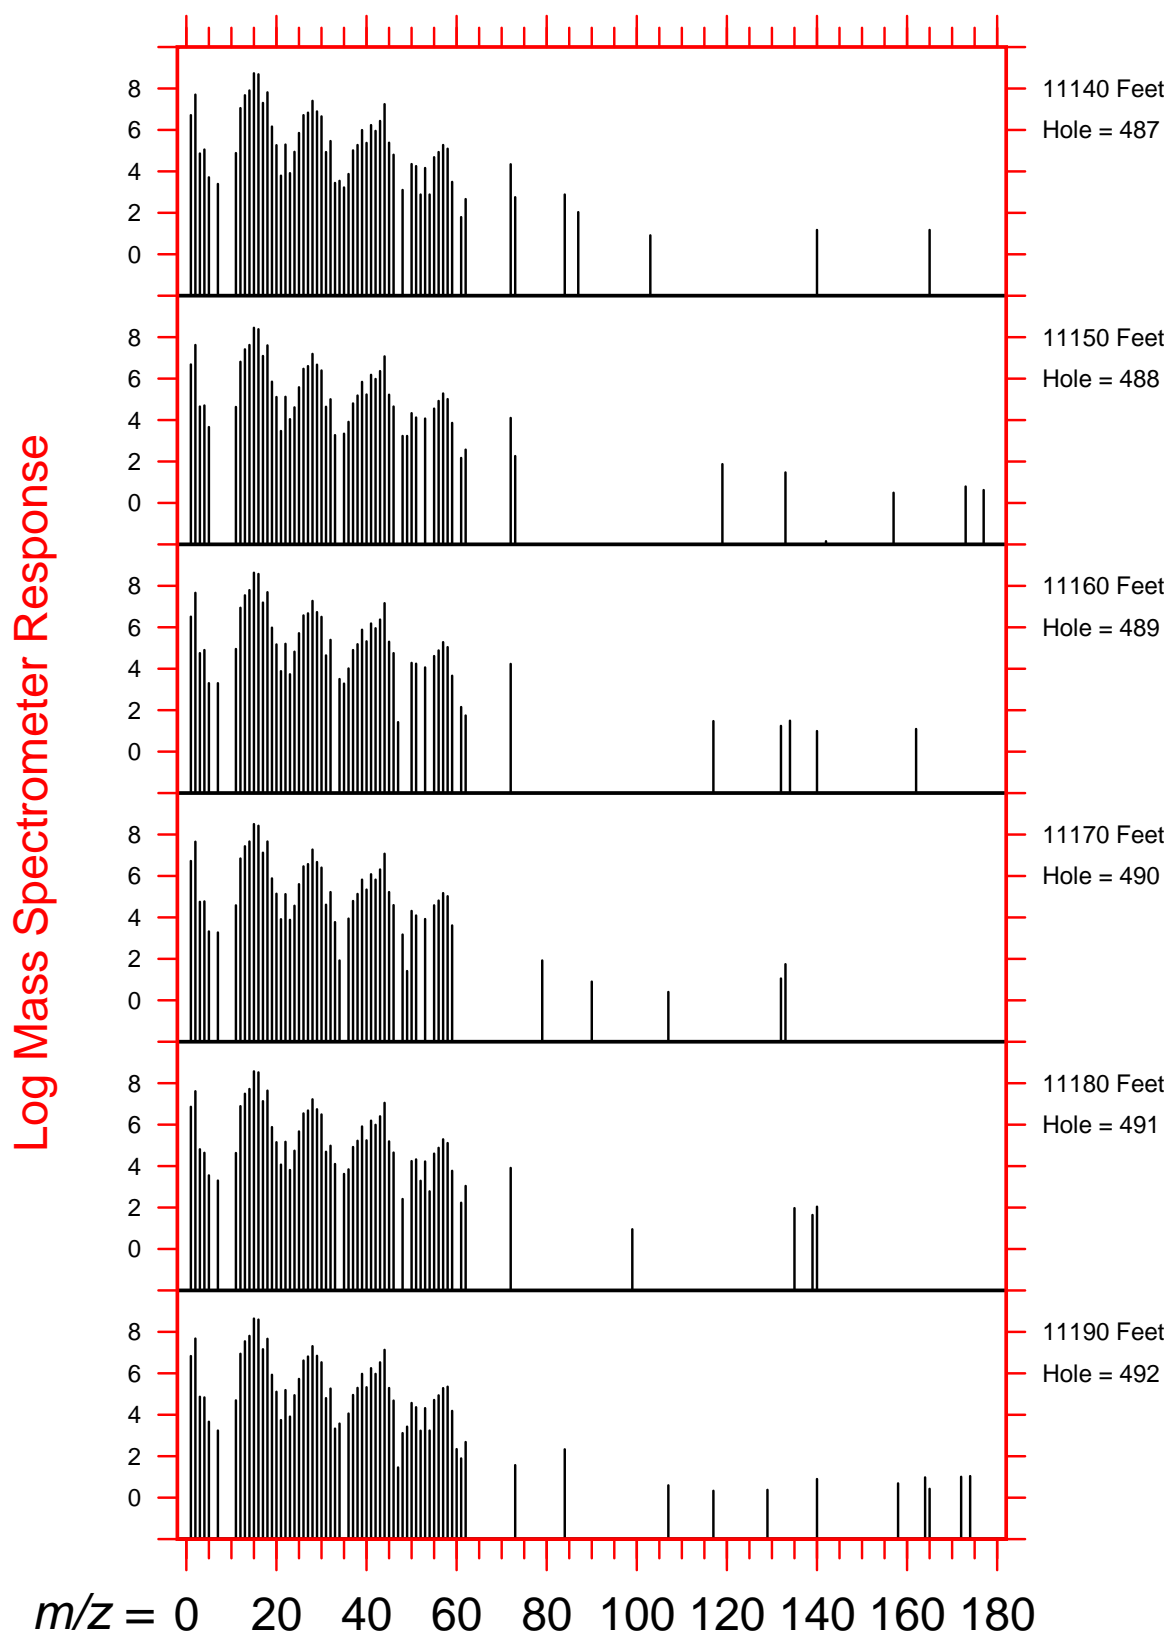 8
6
4
2
0
11140 Feet
Hole = 487
8
6
4
2
0
11150 Feet
Hole = 488
8
6
4
2
0
11160 Feet
Hole = 489
8
6
4
2
0
11170 Feet
Hole = 490
8
6
4
2
0
11180 Feet
Hole = 491
8
6
4
2
0
11190 Feet
Hole = 492
Log Mass Spectrometer Response
m/z = 0 20 40 60 80 100 120 140 160 180